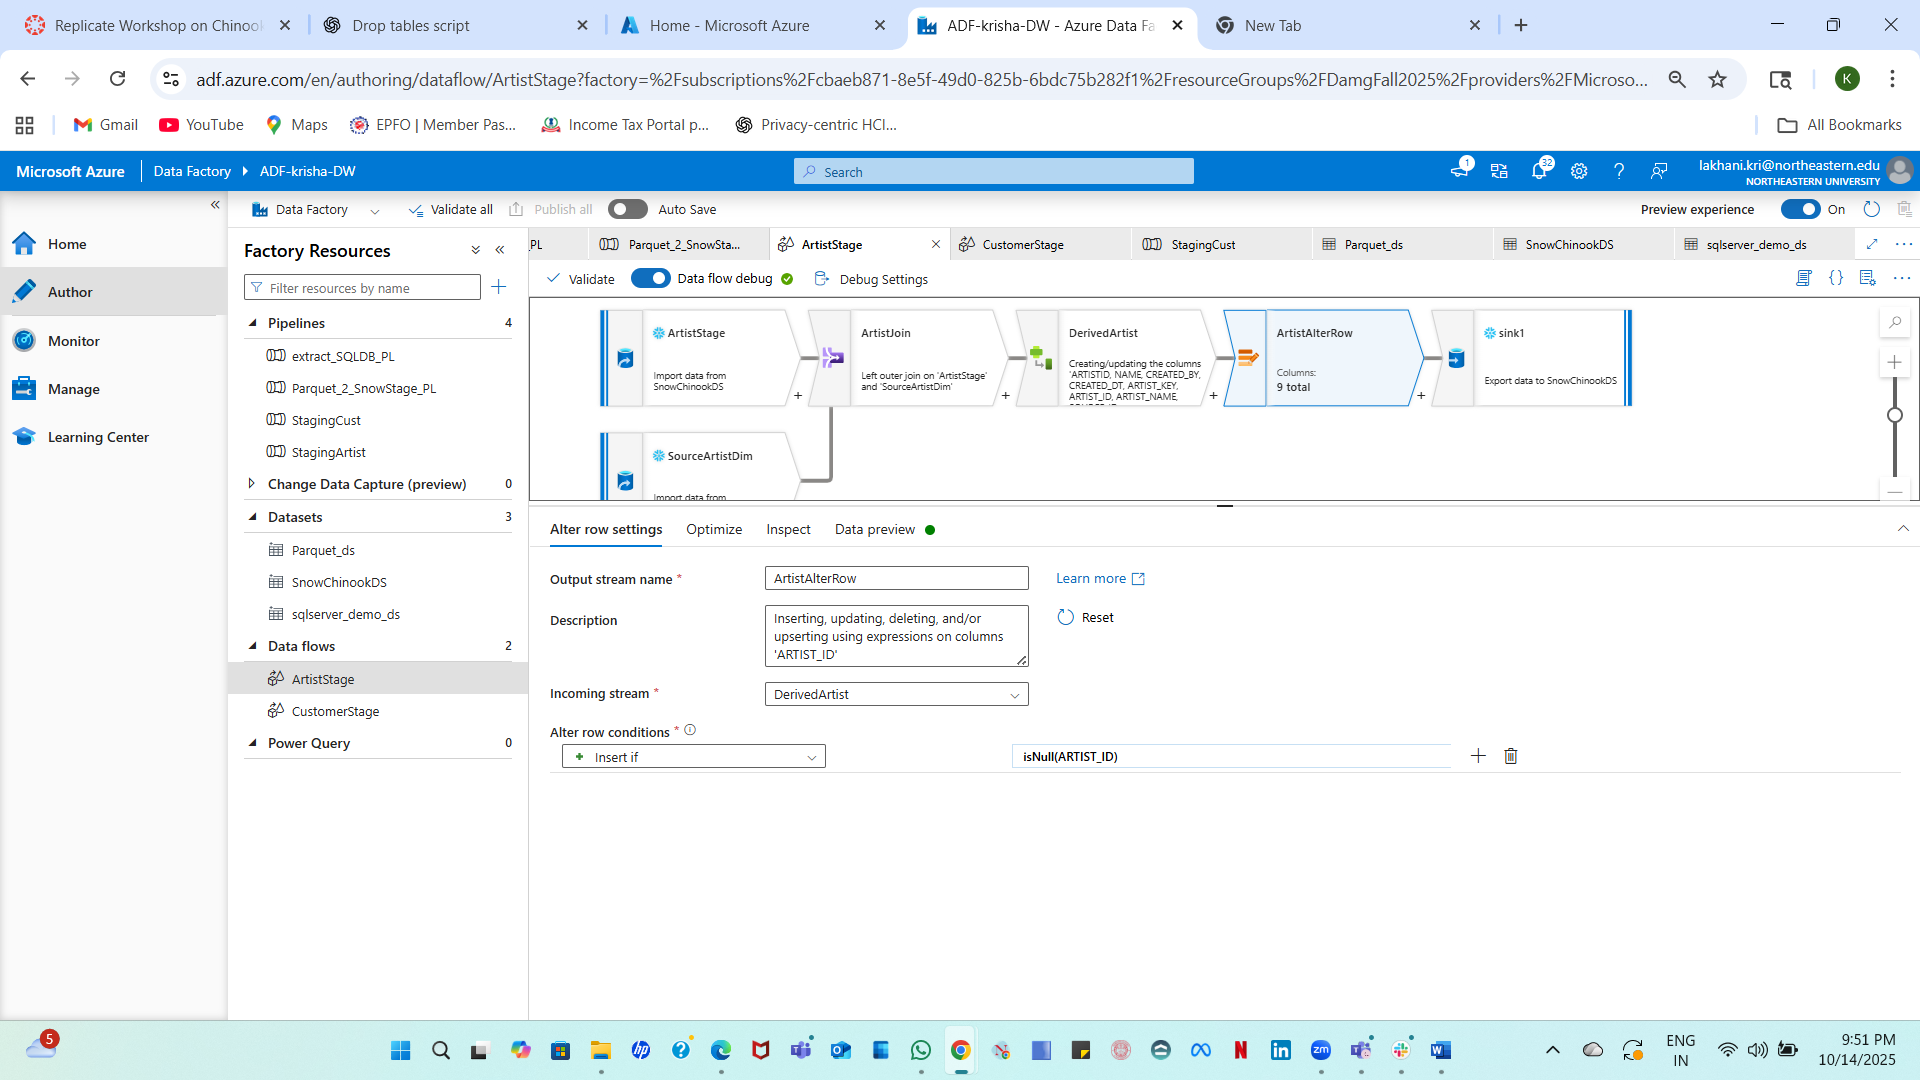 Replicate Workshop on Chinook
Drop tables script
Home - Microsoft Azure
ADF-krisha-DW - Azure Data Fa
New Tab
adf.azure.com/en/authoring/dataflow/ArtistStage?factory=%2Fsubscriptions%2Fcbaeb871-8e5f-49d0-825b-6bdc75b282f1%2FresourceGroups%2FDamgFall2025%2Fproviders%2FMicroso...
K
Gmail
YouTube
Maps
EPFO | Member Pas...
Income Tax Portal p...
Privacy-centric HCI...
All Bookmarks
Microsoft Azure
Data Factory
ADF-krisha-DW
Search
1
32
lakhani.kri@northeastern.edu
NORTHEASTERN UNIVERSITY
Data Factory
Validate all
Publish all
Auto Save
Preview experience
On
Home
Author
Monitor
Manage
Learning Center
Factory Resources
Filter resources by name
Pipelines 4
extract_SQLDB_PL
Parquet_2_SnowStage_PL
StagingCust
StagingArtist
Change Data Capture (preview) 0
Datasets 3
Parquet_ds
SnowChinookDS
sqlserver_demo_ds
Data flows 2
ArtistStage
CustomerStage
Power Query 0
_PL
Parquet_2_SnowSta...
ArtistStage
CustomerStage
StagingCust
Parquet_ds
SnowChinookDS
sqlserver_demo_ds
Validate
Data flow debug
Debug Settings
ArtistStage
Import data from
SnowChinookDS
ArtistJoin
Left outer join on 'ArtistStage'
and 'SourceArtistDim'
DerivedArtist
Creating/updating the columns
'ARTISTID, NAME, CREATED_BY,
CREATED_DT, ARTIST_KEY,
ARTIST_ID, ARTIST_NAME,
ArtistAlterRow
Columns:
9 total
sink1
Export data to SnowChinookDS
SourceArtistDim
Import data from
Alter row settings
Optimize
Inspect
Data preview
Output stream name *
ArtistAlterRow
Learn more
Description
Inserting, updating, deleting, and/or
upserting using expressions on columns
'ARTIST_ID'
Reset
Incoming stream *
DerivedArtist
Alter row conditions *
Insert if
isNull(ARTIST_ID)
5
ENG
IN
9:51 PM
10/14/2025